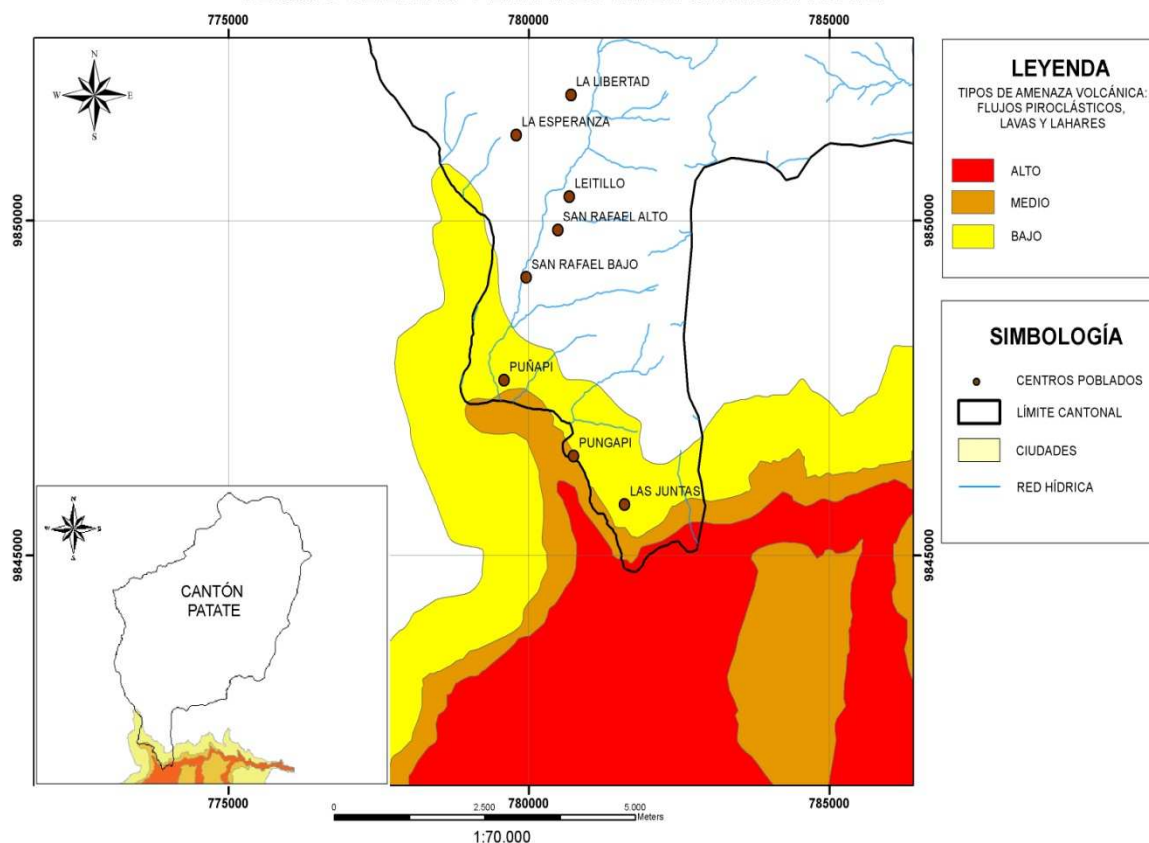 775000
780000
785000
N
W
E
S
LA LIBERTAD
LA ESPERANZA
LEITILLO
SAN RAFAEL ALTO
SAN RAFAEL BAJO
PUÑAPI
PUNGAPI
LAS JUNTAS
9850000
9850000
9845000
9845000
LEYENDA
TIPOS DE AMENAZA VOLCÁNICA:
FLUJOS PIROCLÁSTICOS,
LAVAS Y LAHARES
ALTO
MEDIO
BAJO
SIMBOLOGÍA
CENTROS POBLADOS
LÍMITE CANTONAL
CIUDADES
RED HÍDRICA
CANTÓN
PATATE
775000
780000
785000
0
2.500
5.000
Meters
1:70.000